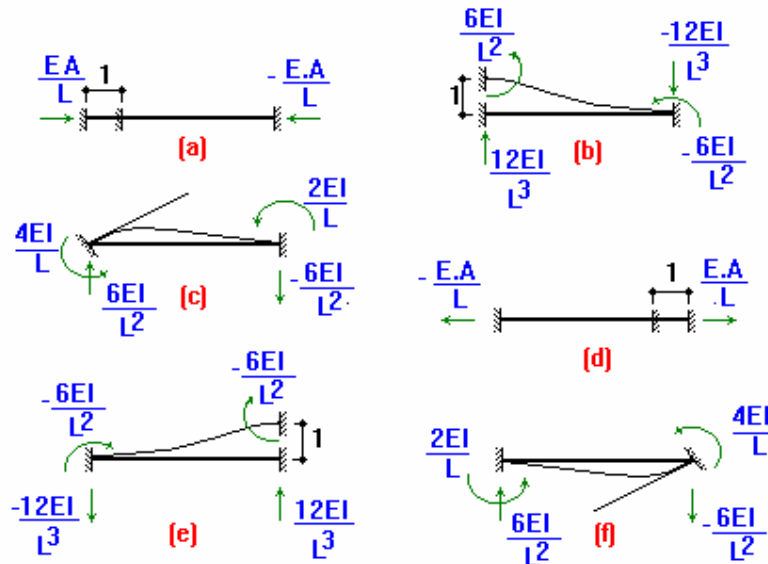 EA/L 1 -E.A/L
(a)
6EI/L² -12EI/L³
1
12EI/L³ -6EI/L²
(b)
4EI/L 2EI/L
6EI/L² -6EI/L²
(c)
-E.A/L 1 E.A/L
(d)
-6EI/L² -6EI/L²
1
-12EI/L³ 12EI/L³
(e)
2EI/L 4EI/L
6EI/L² -6EI/L²
(f)